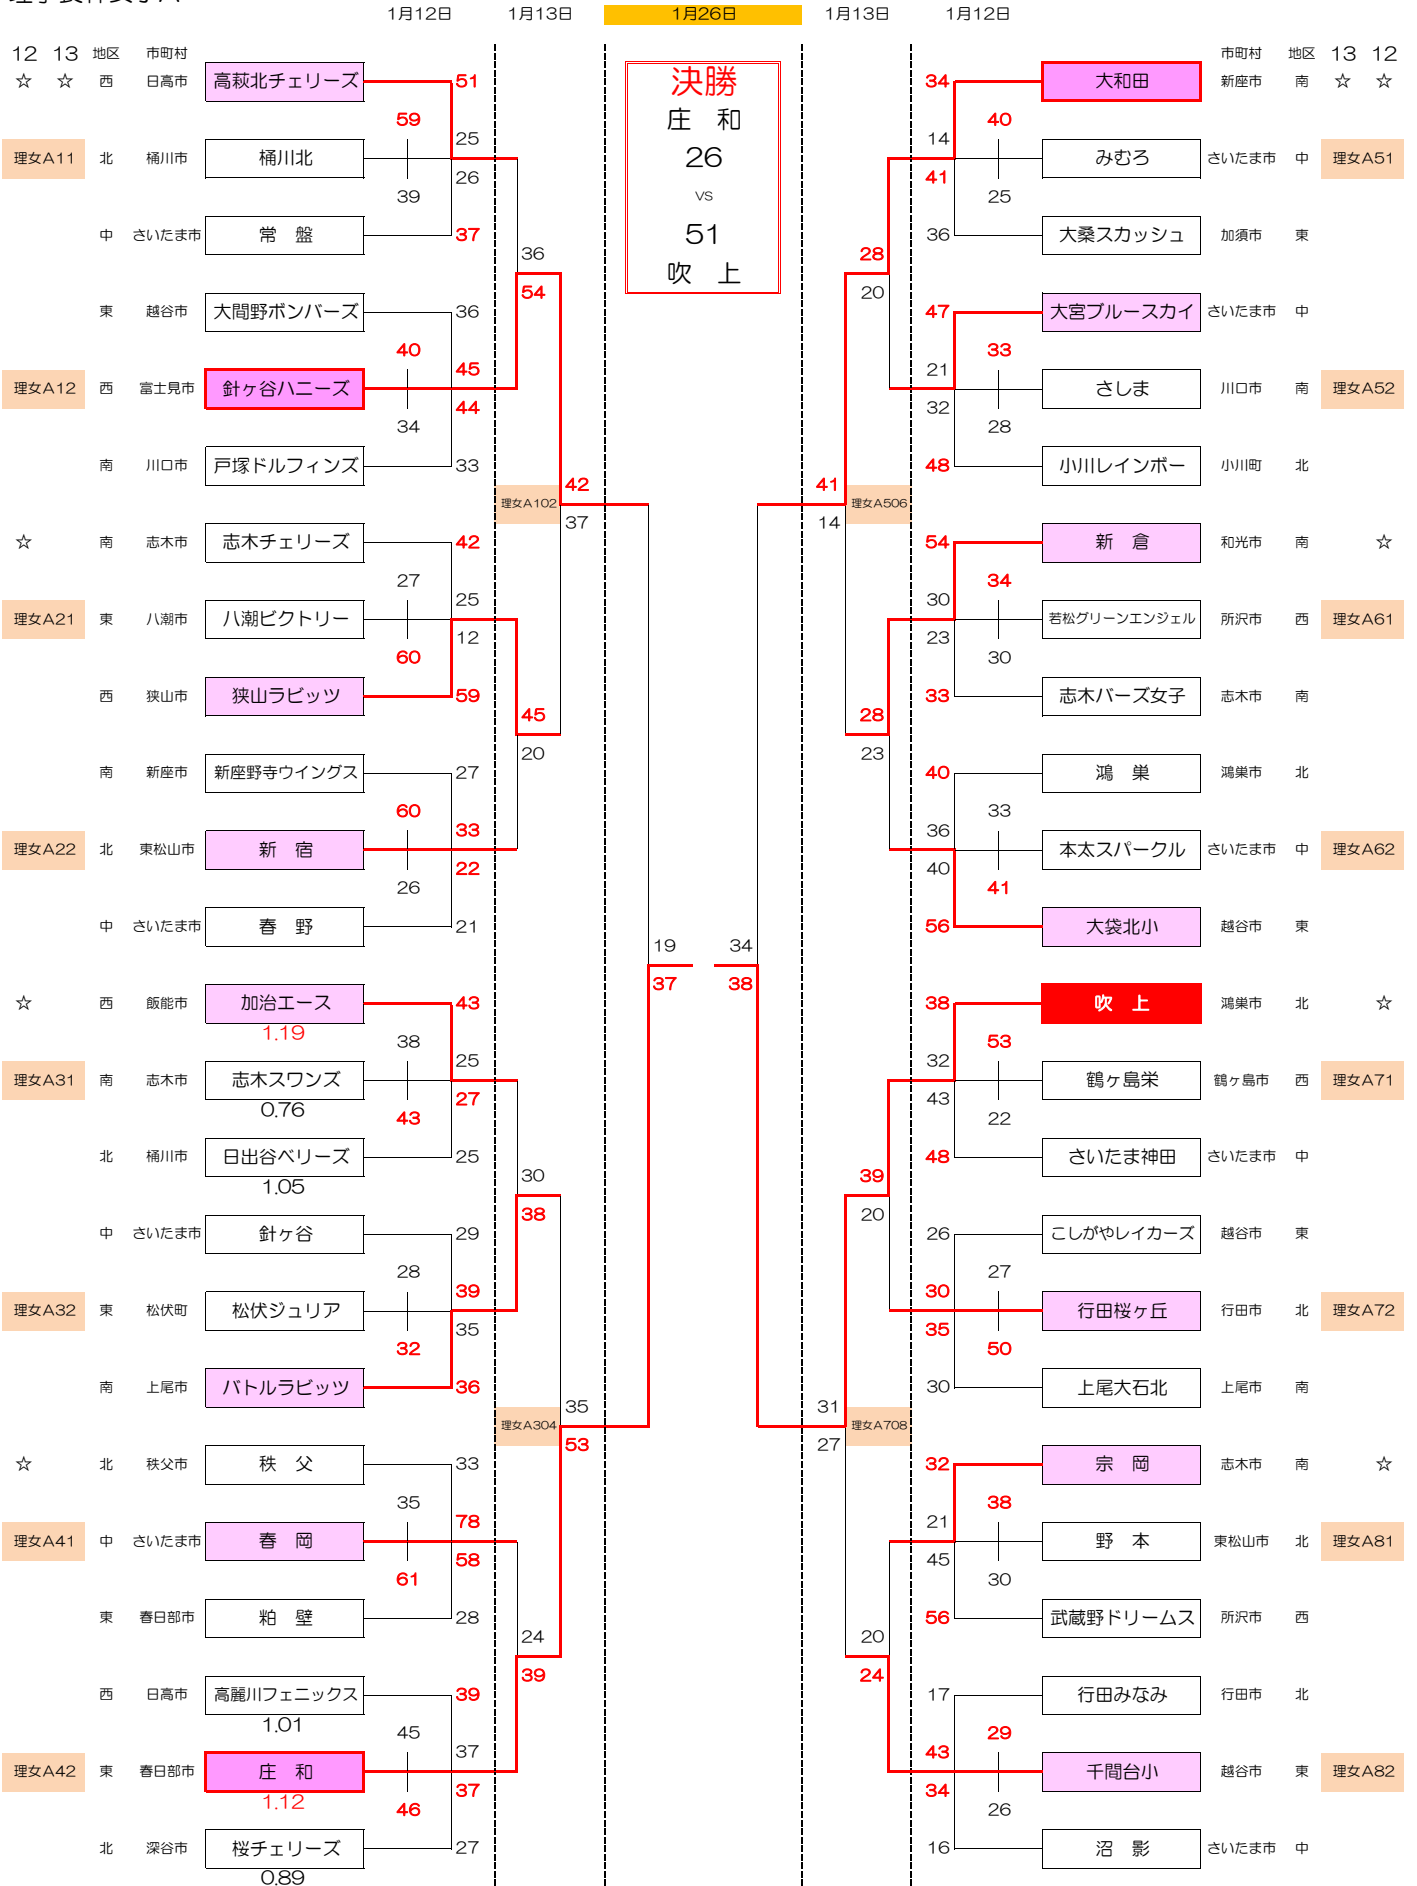 1月12日 1月13日 1月26日 1月13日 1月12日
12 13 地区 市町村 市町村 地区 13 12
☆ ☆ 西 日高市 高萩北チェリーズ 51 決勝 34 大和田 新座市 南 ☆ ☆
59 庄 和 40
25 14
理女A11 北 桶川市 桶川北 26 みむろ さいたま市 中 理女A51
26 41
39 vs 25
中 さいたま市 常 盤 37 51 36 大桑スカッシュ 加須市 東
36 吹 上 28
54 20
東 越谷市 大間野ボンバーズ 36 47 大宮ブルースカイ さいたま市 中
40 33
45 21
理女A12 西 富士見市 針ヶ谷ハニーズ さしま 川口市 南 理女A52
44 32
34 28
南 川口市 戸塚ドルフィンズ 33 48 小川レインボー 小川町 北
42 41
理女A102 理女A506
37 14
☆ 南 志木市 志木チェリーズ 42 54 新 倉 和光市 南 ☆
27 34
25 30
理女A21 東 八潮市 八潮ビクトリー 若松グリーンエンジェル 所沢市 西 理女A61
12 23
60 30
西 狭山市 狭山ラビッツ 59 33 志木バーズ女子 志木市 南
45 28
20 23
南 新座市 新座野寺ウイングス 27 40 鴻 巣 鴻巣市 北
60 33
33 36
理女A22 北 東松山市 新 宿 本太スパークル さいたま市 中 理女A62
22 40
26 41
中 さいたま市 春 野 21 56 大袋北小 越谷市 東
19 34
37 38
☆ 西 飯能市 加治エース 43 38 吹 上 鴻巣市 北 ☆
1.19
38 53
25 32
理女A31 南 志木市 志木スワンズ 鶴ヶ島栄 鶴ヶ島市 西 理女A71
27 43
0.76
43 22
北 桶川市 日出谷ベリーズ 25 48 さいたま神田 さいたま市 中
30 39
1.05
38 20
中 さいたま市 針ヶ谷 29 26 こしがやレイカーズ 越谷市 東
28 27
39 30
理女A32 東 松伏町 松伏ジュリア 行田桜ヶ丘 行田市 北 理女A72
35 35
32 50
南 上尾市 バトルラビッツ 36 30 上尾大石北 上尾市 南
35 31
理女A304 理女A708
53 27
☆ 北 秩父市 秩 父 33 32 宗 岡 志木市 南 ☆
35 38
78 21
理女A41 中 さいたま市 春 岡 野 本 東松山市 北 理女A81
58 45
61 30
東 春日部市 粕 壁 28 56 武蔵野ドリームス 所沢市 西
24 20
39 24
西 日高市 高麗川フェニックス 39 17 行田みなみ 行田市 北
1.01
45 29
37 43
理女A42 東 春日部市 庄 和 千間台小 越谷市 東 理女A82
37 34
1.12
46 26
北 深谷市 桜チェリーズ 27 16 沼 影 さいたま市 中
0.89